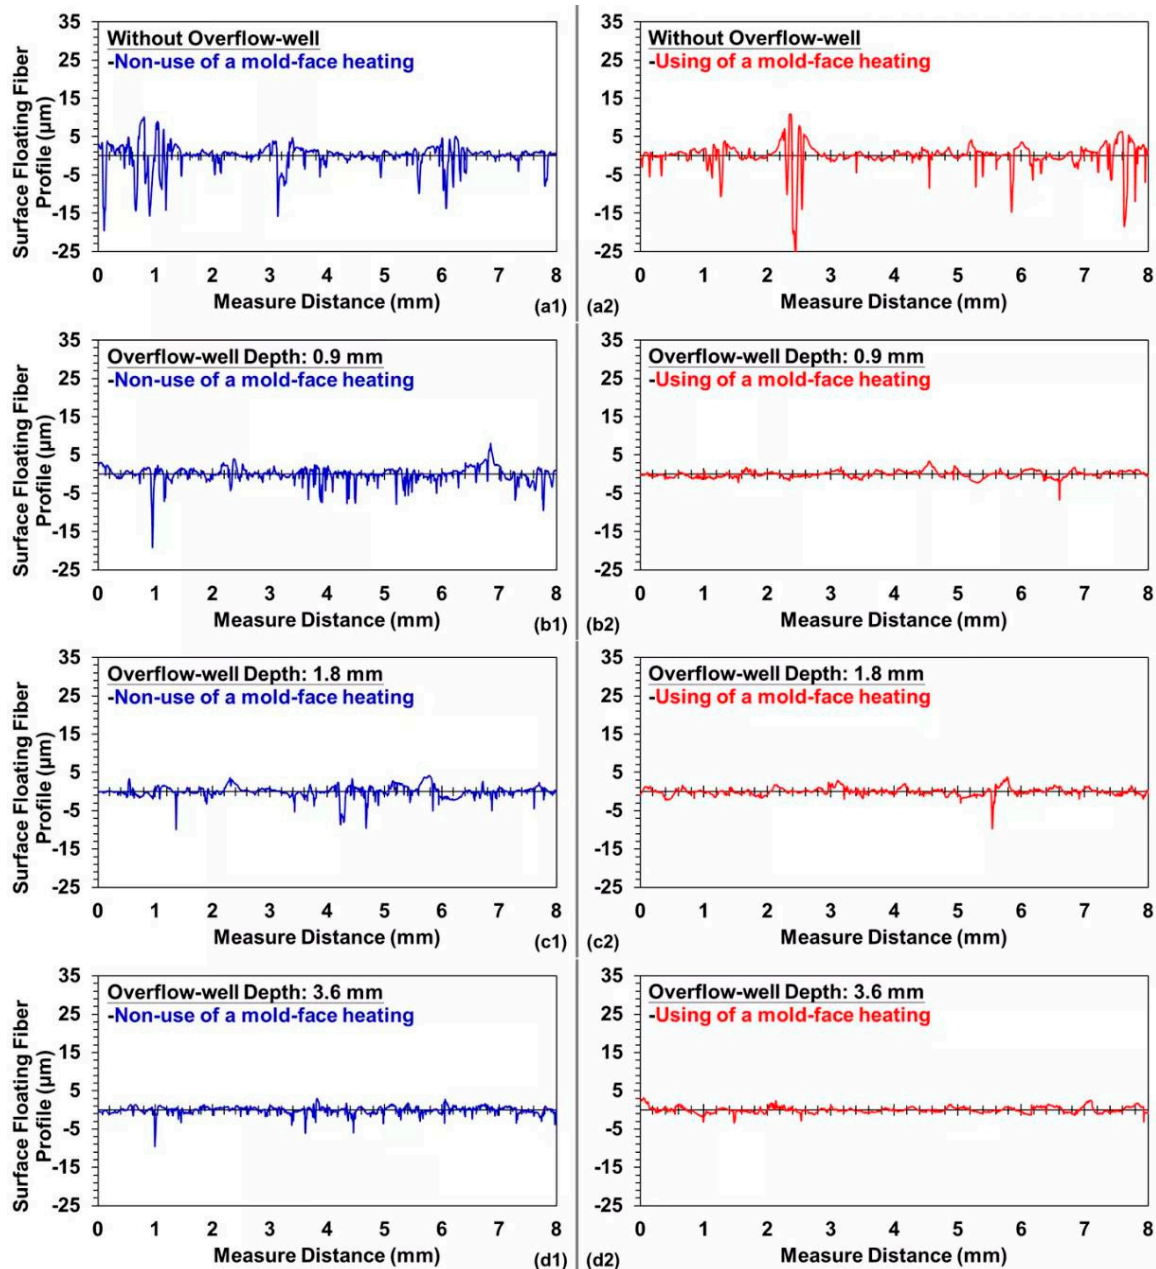 Surface Floating Fiber
Profile (µm)
35
25
15
5
-5
-15
-25
Without Overflow-well
-Non-use of a mold-face heating
0 1 2 3 4 5 6 7 8
Measure Distance (mm)
(a1)
35
25
15
5
-5
-15
-25
Without Overflow-well
-Using of a mold-face heating
0 1 2 3 4 5 6 7 8
Measure Distance (mm)
(a2)
Surface Floating Fiber
Profile (µm)
35
25
15
5
-5
-15
-25
Overflow-well Depth: 0.9 mm
-Non-use of a mold-face heating
0 1 2 3 4 5 6 7 8
Measure Distance (mm)
(b1)
35
25
15
5
-5
-15
-25
Overflow-well Depth: 0.9 mm
-Using of a mold-face heating
0 1 2 3 4 5 6 7 8
Measure Distance (mm)
(b2)
Surface Floating Fiber
Profile (µm)
35
25
15
5
-5
-15
-25
Overflow-well Depth: 1.8 mm
-Non-use of a mold-face heating
0 1 2 3 4 5 6 7 8
Measure Distance (mm)
(c1)
35
25
15
5
-5
-15
-25
Overflow-well Depth: 1.8 mm
-Using of a mold-face heating
0 1 2 3 4 5 6 7 8
Measure Distance (mm)
(c2)
Surface Floating Fiber
Profile (µm)
35
25
15
5
-5
-15
-25
Overflow-well Depth: 3.6 mm
-Non-use of a mold-face heating
0 1 2 3 4 5 6 7 8
Measure Distance (mm)
(d1)
35
25
15
5
-5
-15
-25
Overflow-well Depth: 3.6 mm
-Using of a mold-face heating
0 1 2 3 4 5 6 7 8
Measure Distance (mm)
(d2)